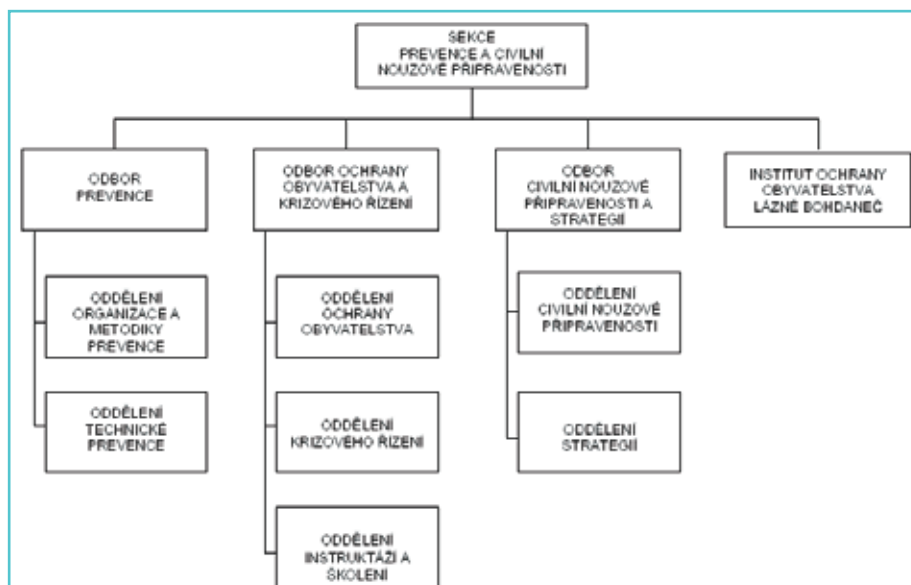 SEKCE
PREVENCE A CIVILNÍ
NOUZOVÉ PŘIPRAVENOSTI
ODBOR
PREVENCE
ODBOR OCHRANY
OBYVATELSTVA A
KRIZOVÉHO ŘÍZENÍ
ODBOR
CIVILNÍ NOUZOVÉ
PŘIPRAVENOSTI A
STRATEGIÍ
INSTITUT OCHRANY
OBYVATELSTVA
LÁZNĚ BOHDANEČ
ODDĚLENÍ
ORGANIZACE A
METODIKY
PREVENCE
ODDĚLENÍ
TECHNICKÉ
PREVENCE
ODDĚLENÍ
OCHRANY
OBYVATELSTVA
ODDĚLENÍ
KRIZOVÉHO ŘÍZENÍ
ODDĚLENÍ
INSTRUKTÁŽÍ A
ŠKOLENÍ
ODDĚLENÍ
CIVILNÍ NOUZOVÉ
PŘIPRAVENOSTI
ODDĚLENÍ
STRATEGIÍ